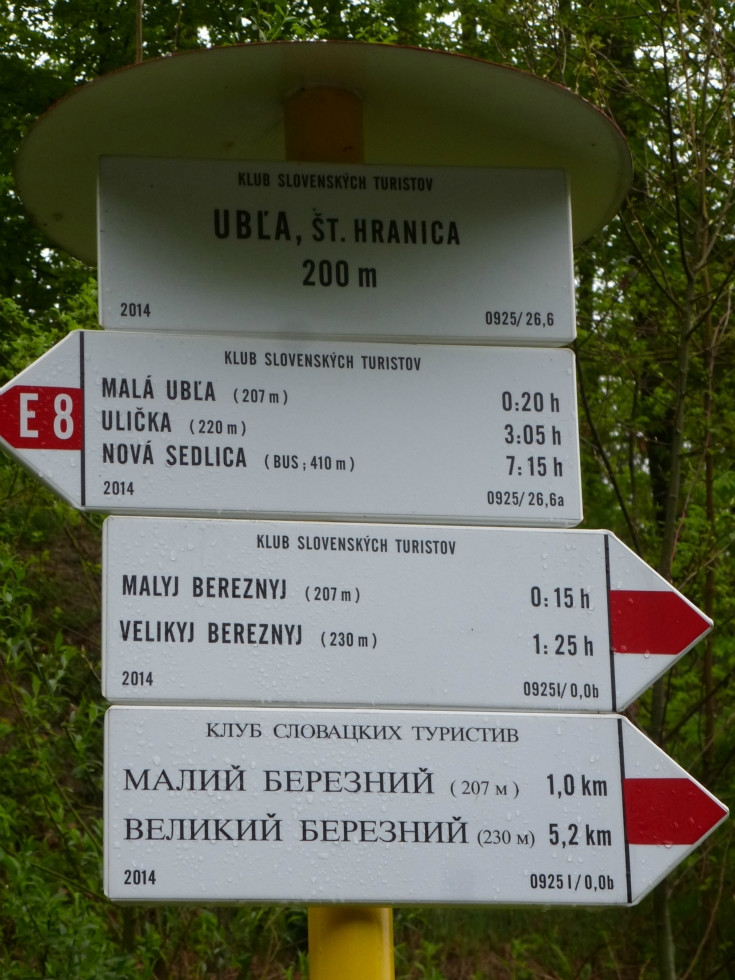 KLUB SLOVENSKÝCH TURISTOV
UBĽA, ŠT. HRANICA
200 m
2014 0925/26,6
KLUB SLOVENSKÝCH TURISTOV
E 8
MALÁ UBĽA (207 m) 0:20 h
ULIČKA (220 m) 3:05 h
NOVÁ SEDLICA (BUS; 410 m) 7:15 h
2014 0925/26,6a
KLUB SLOVENSKÝCH TURISTOV
MALYJ BEREZNYJ (207 m) 0:15 h
VELIKYJ BEREZNYJ (230 m) 1:25 h
2014 0925I/0,0b
КЛУБ СЛОВАЦКИХ ТУРИСТИВ
МАЛИЙ БЕРЕЗНИЙ (207 м) 1,0 km
ВЕЛИКИЙ БЕРЕЗНИЙ (230 м) 5,2 km
2014 0925I/0,0b